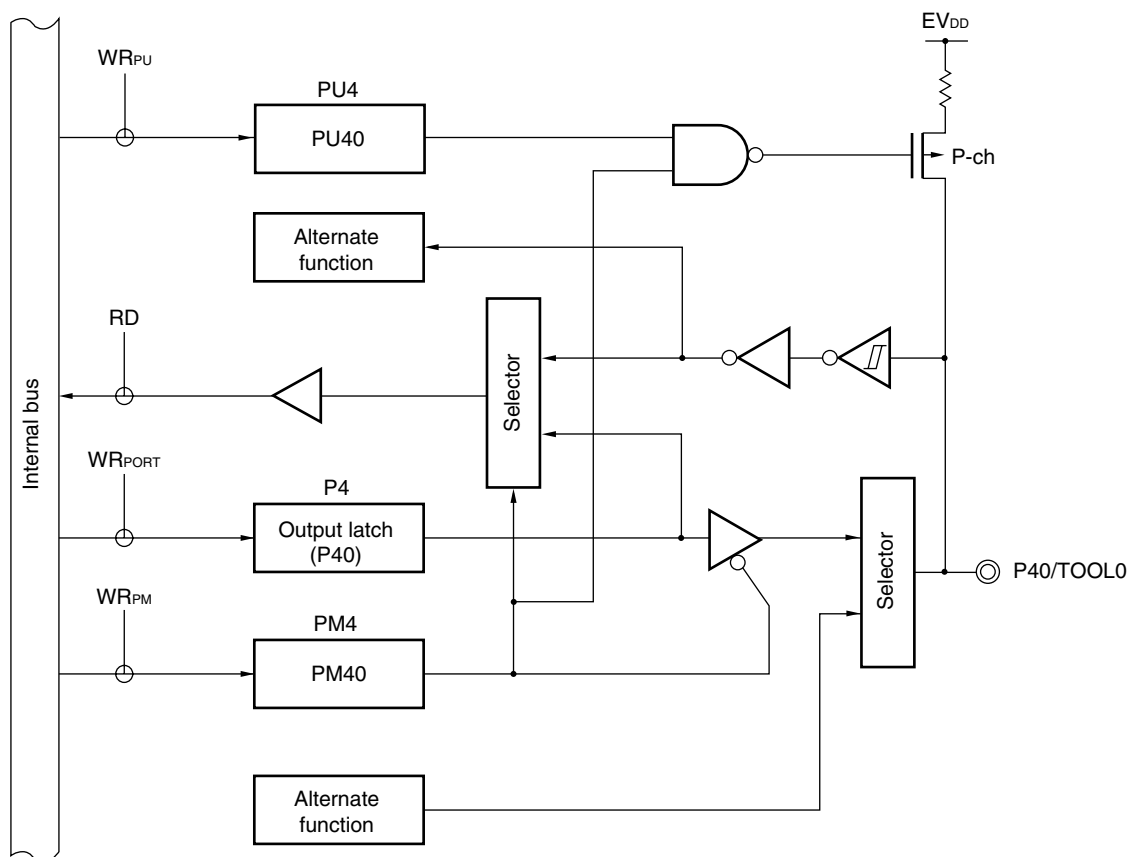 EVDD
WRPU
PU4
PU40
P-ch
Alternate
function
RD
Selector
Internal bus
WRPORT
P4
Output latch
(P40)
Selector
P40/TOOL0
WRPM
PM4
PM40
Alternate
function